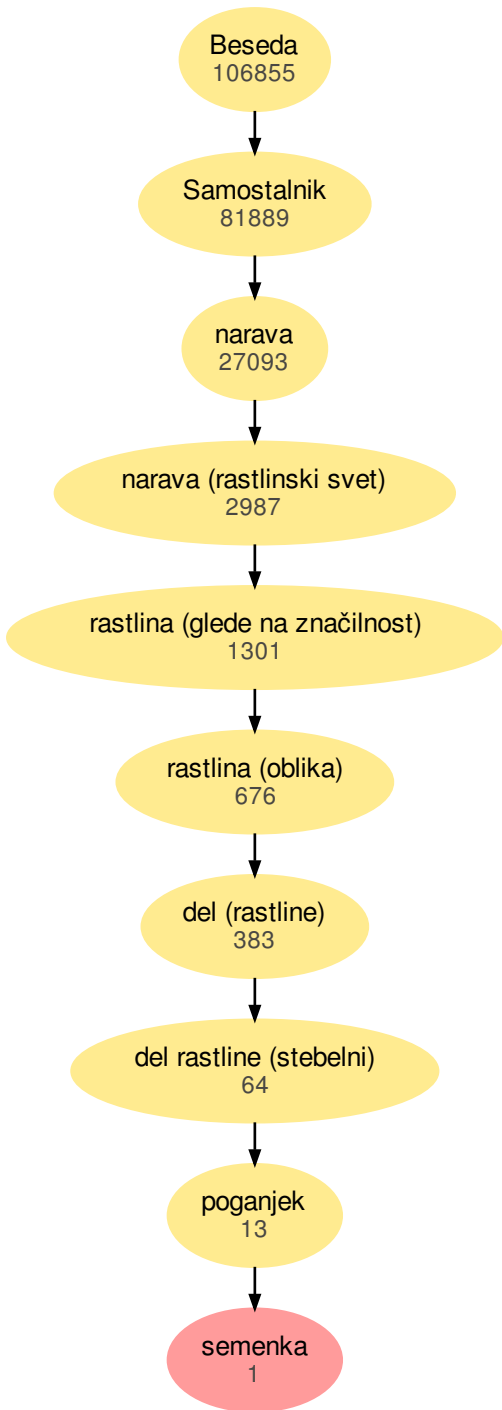 Beseda
106855
Samostalnik
81889
narava
27093
narava (rastlinski svet)
2987
rastlina (glede na značilnost)
1301
rastlina (oblika)
676
del (rastline)
383
del rastline (stebelni)
64
poganjek
13
semenka
1